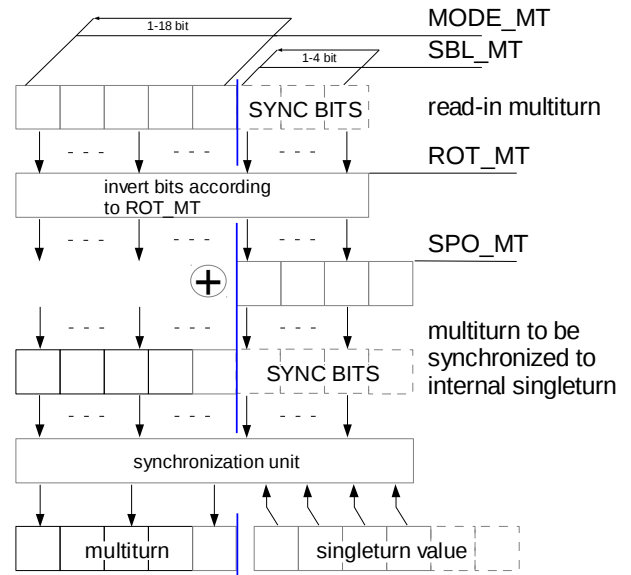 MODE_MT
1-18 bit
SBL_MT
1-4 bit
SYNC BITS
read-in multiturn
- - -
- - -
- - -
ROT_MT
invert bits according
to ROT_MT
- - -
- - -
- - -
SPO_MT
+
- - -
- - -
- - -
multiturn to be
synchronized to
internal singleturn
SYNC BITS
- - -
- - -
- - -
synchronization unit
multiturn
singleturn value